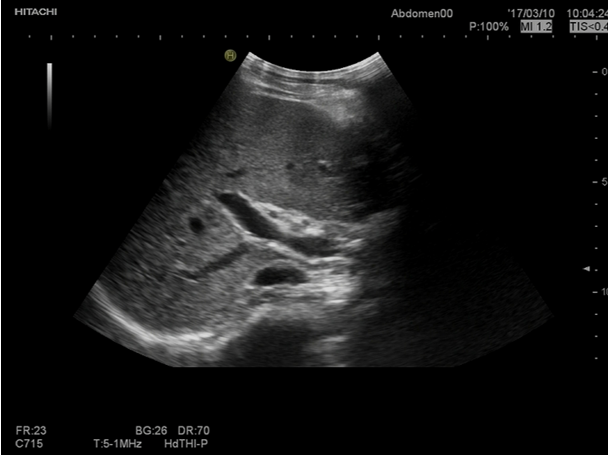 HITACHI
Abdomen00 '17/03/10 10:04:24
P:100% MI 1.2 TIS<0.4
H
0
5
10
FR:23 BG:26 DR:70
C715 T:5-1MHz HdTHI-P